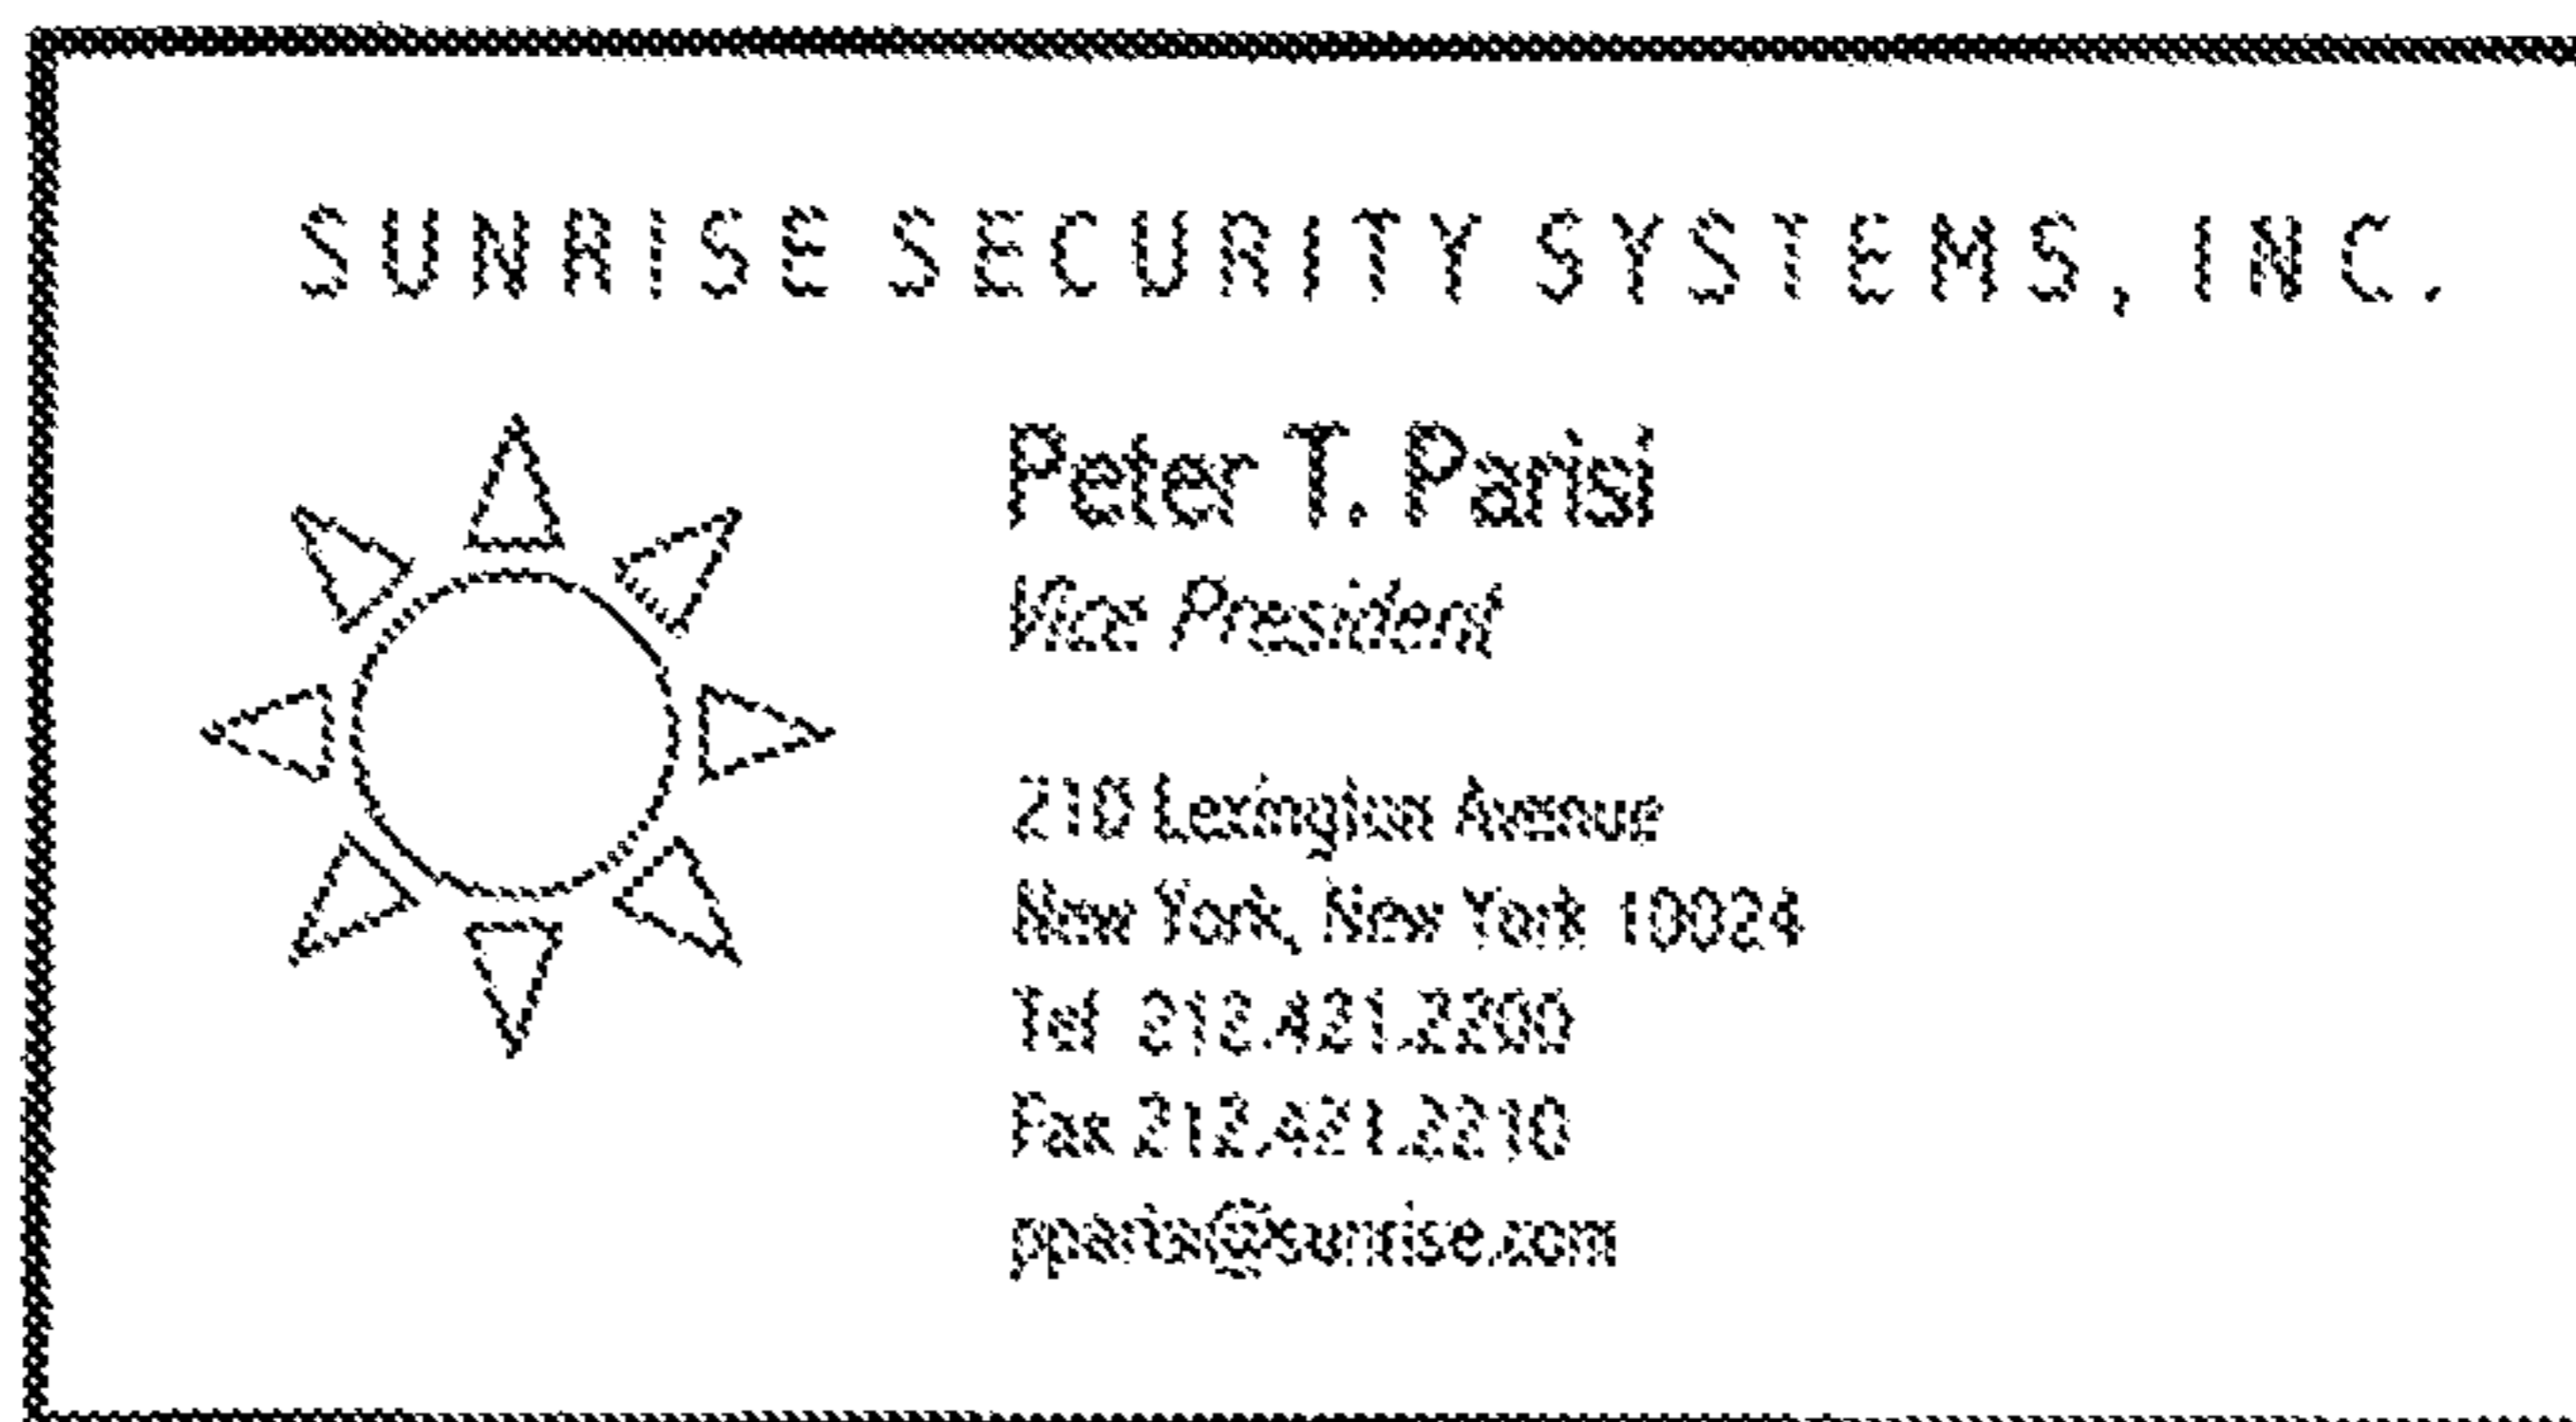 SUNRISE SECURITY SYSTEMS, INC.
Peter T. Parisi
Vice President
210 Lexington Avenue
New York, New York 10024
Tel 212.421.2200
Fax 212.421.2210
pparisi@sunrise.com